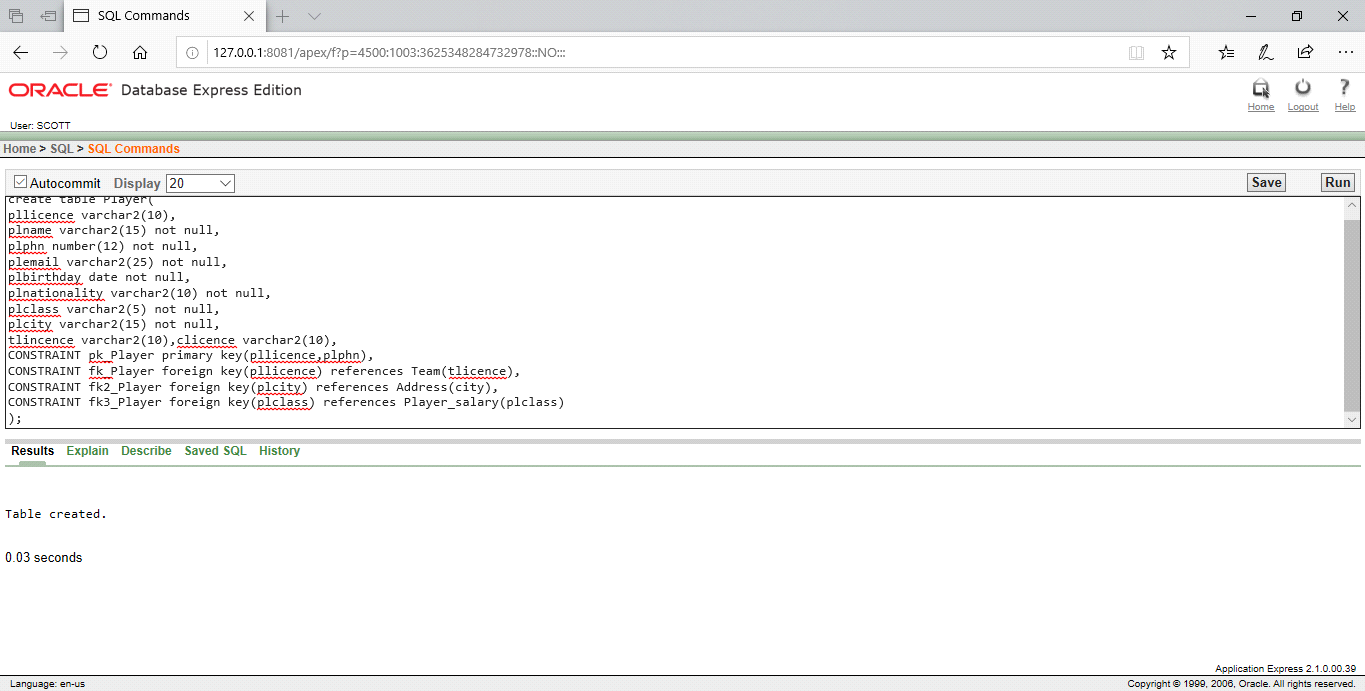 SQL Commands
127.0.0.1:8081/apex/f?p=4500:1003:3625348284732978::NO:::
ORACLE Database Express Edition
Home Logout Help
User: SCOTT
Home > SQL > SQL Commands
Autocommit Display 20 Save Run
create table Player(
pllicence varchar2(10),
plname varchar2(15) not null,
plphn number(12) not null,
plemail varchar2(25) not null,
plbirthday date not null,
plnationality varchar2(10) not null,
plclass varchar2(5) not null,
plcity varchar2(15) not null,
tlincence varchar2(10),clicence varchar2(10),
CONSTRAINT pk_Player primary key(pllicence,plphn),
CONSTRAINT fk_Player foreign key(pllicence) references Team(tlicence),
CONSTRAINT fk2_Player foreign key(plcity) references Address(city),
CONSTRAINT fk3_Player foreign key(plclass) references Player_salary(plclass)
);
Results Explain Describe Saved SQL History
Table created.
0.03 seconds
Application Express 2.1.0.00.39
Language: en-us Copyright © 1999, 2006, Oracle. All rights reserved.